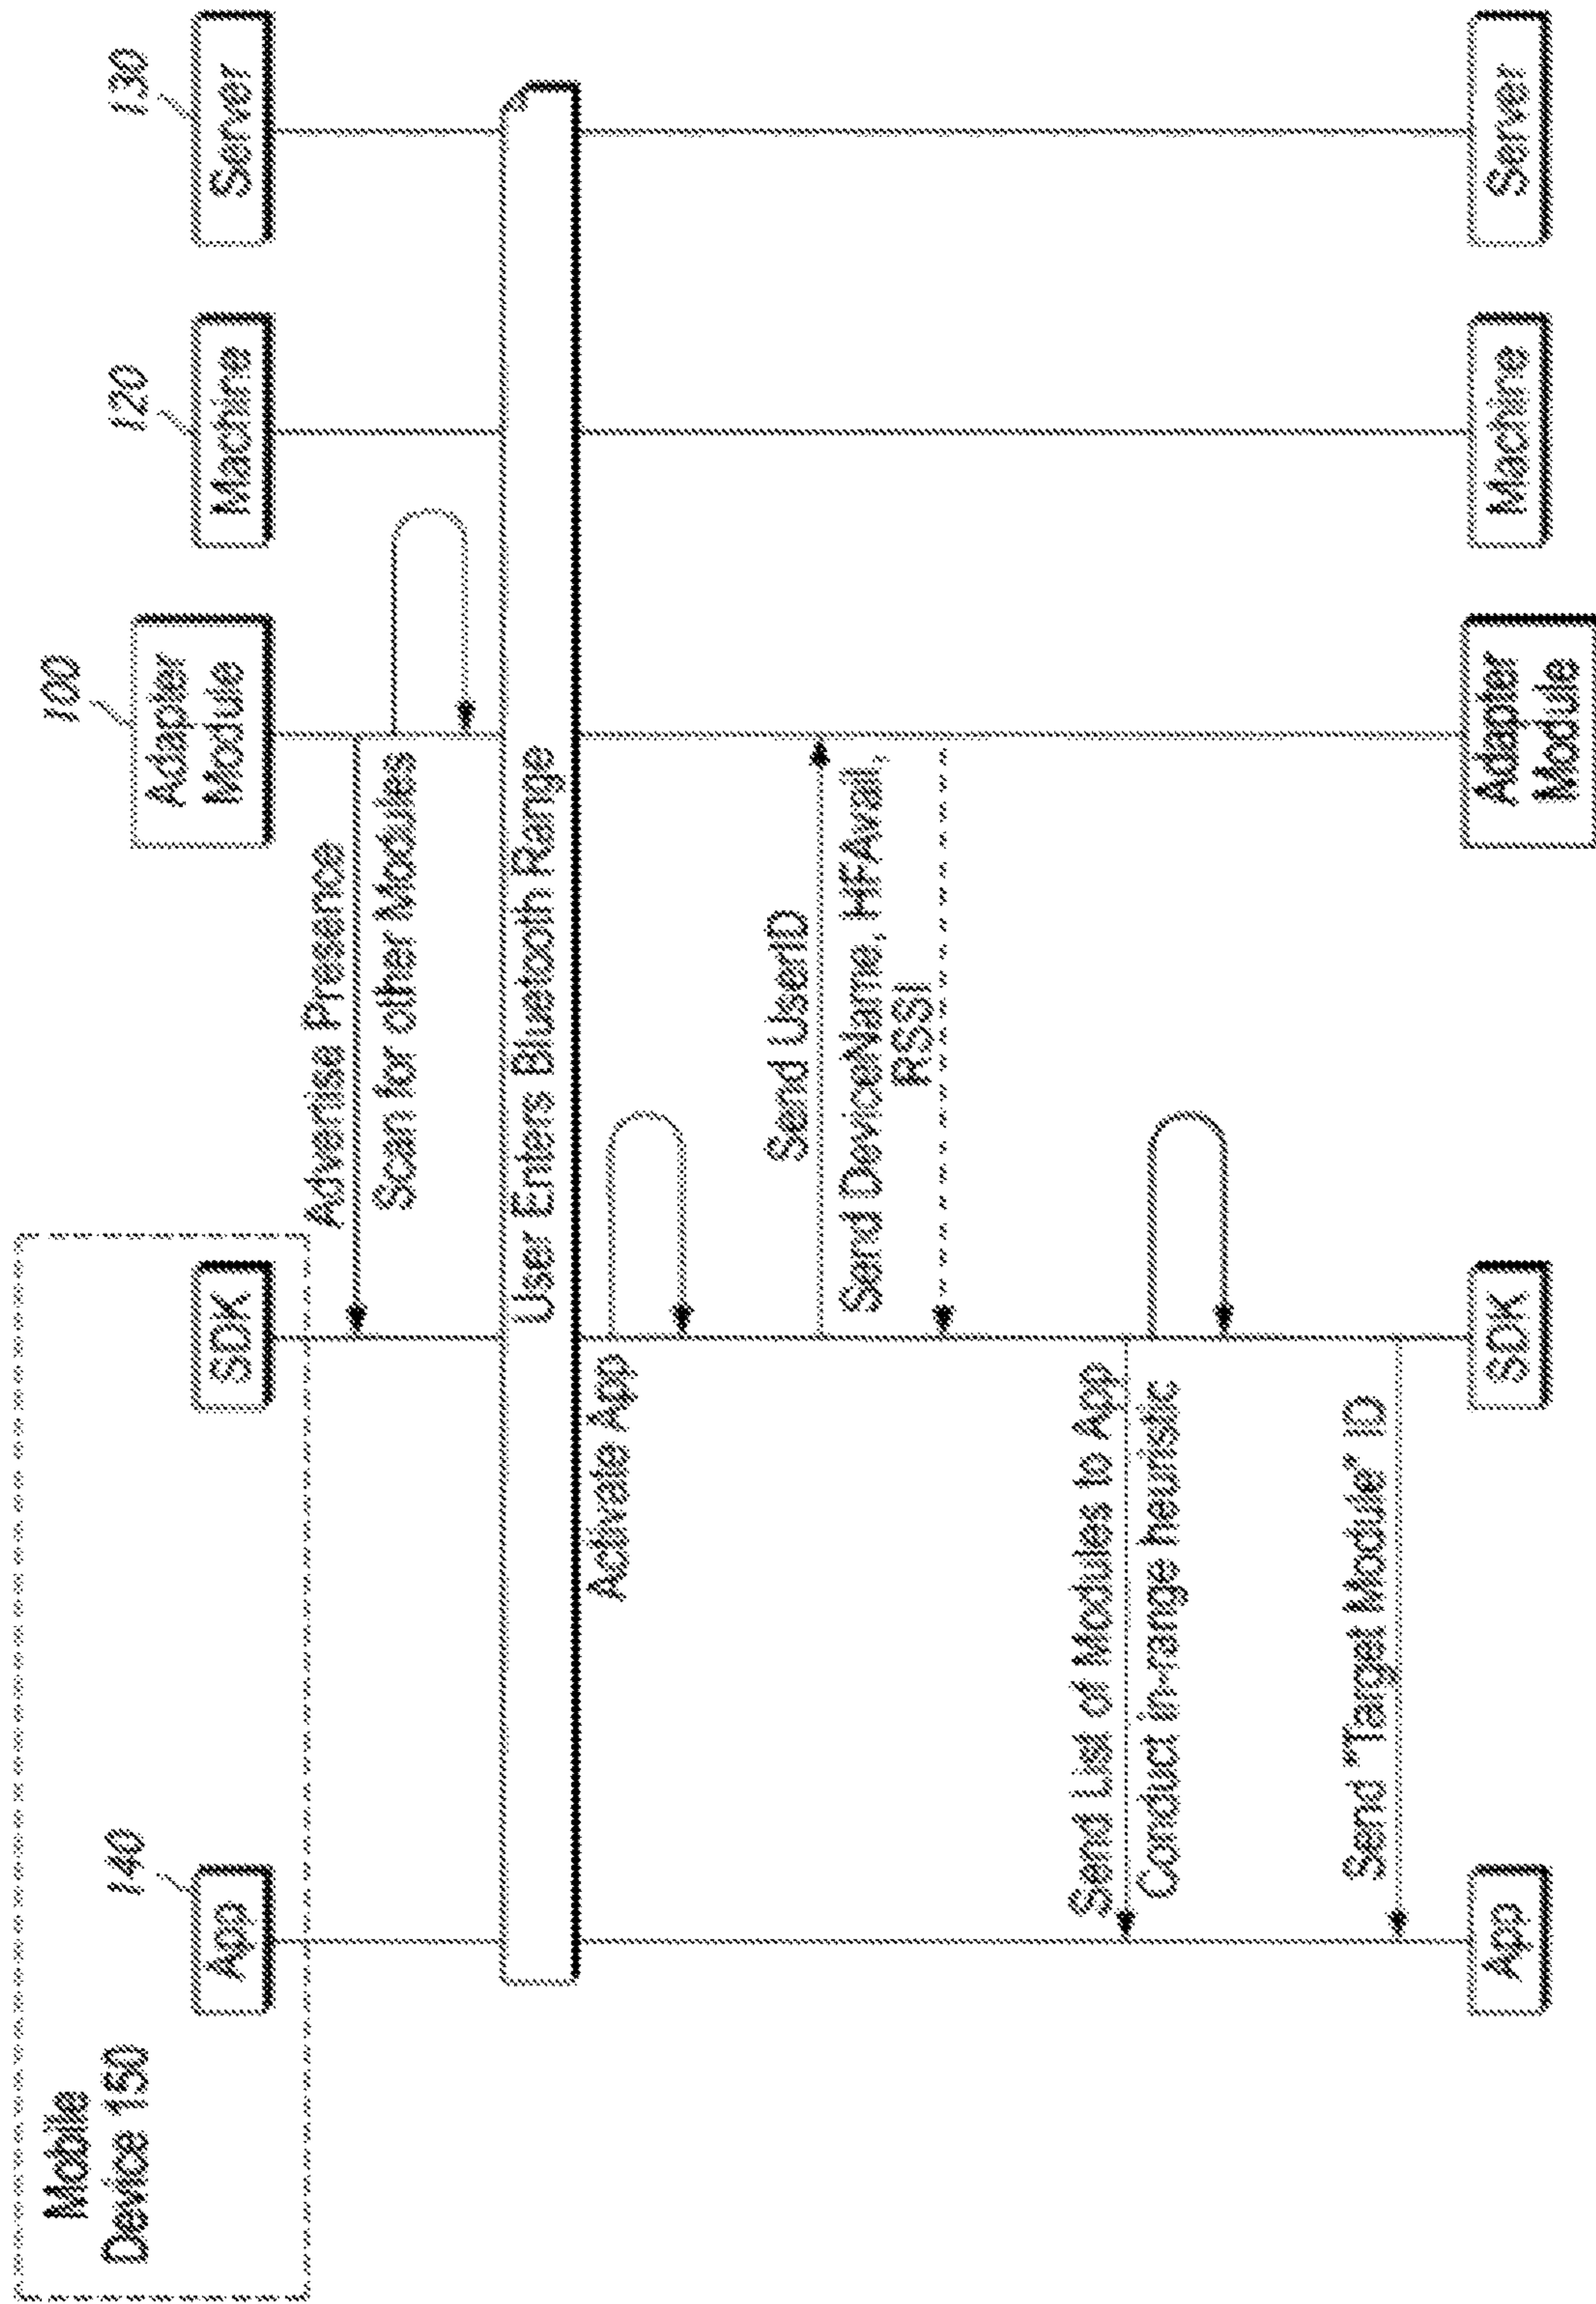 Mobile
Device 150
140
App
SDK
100
Adapter
Module
120
Machine
130
Server
Advertise Presence
Scan for other Modules
User Enters Bluetooth Range
Activate App
Send UserID
Send DeviceName, HFAvail,
RSSI
Send List of Modules to App
Conduct in-range heuristic
Send "Target Module" ID
App
SDK
Adapter
Module
Machine
Server